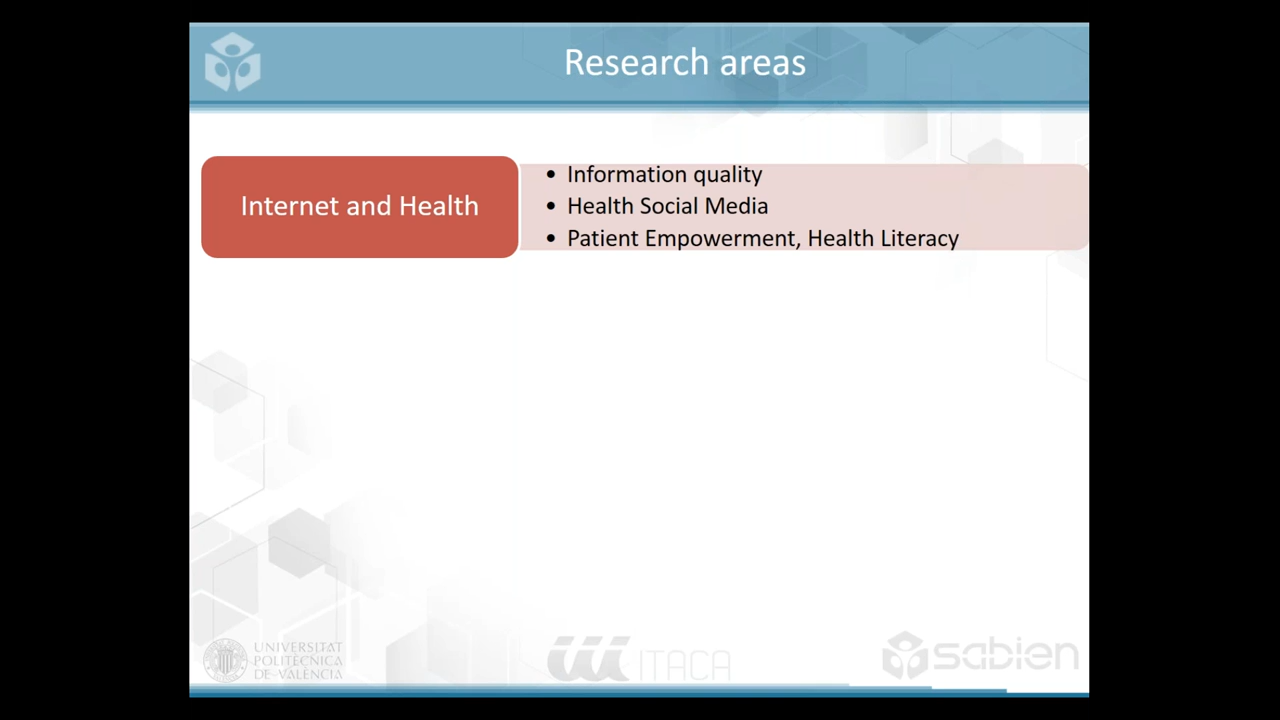 Research areas
Internet and Health
• Information quality
• Health Social Media
• Patient Empowerment, Health Literacy
UNIVERSITAT
POLITÈCNICA
DE VALÈNCIA
ITACA
sabien